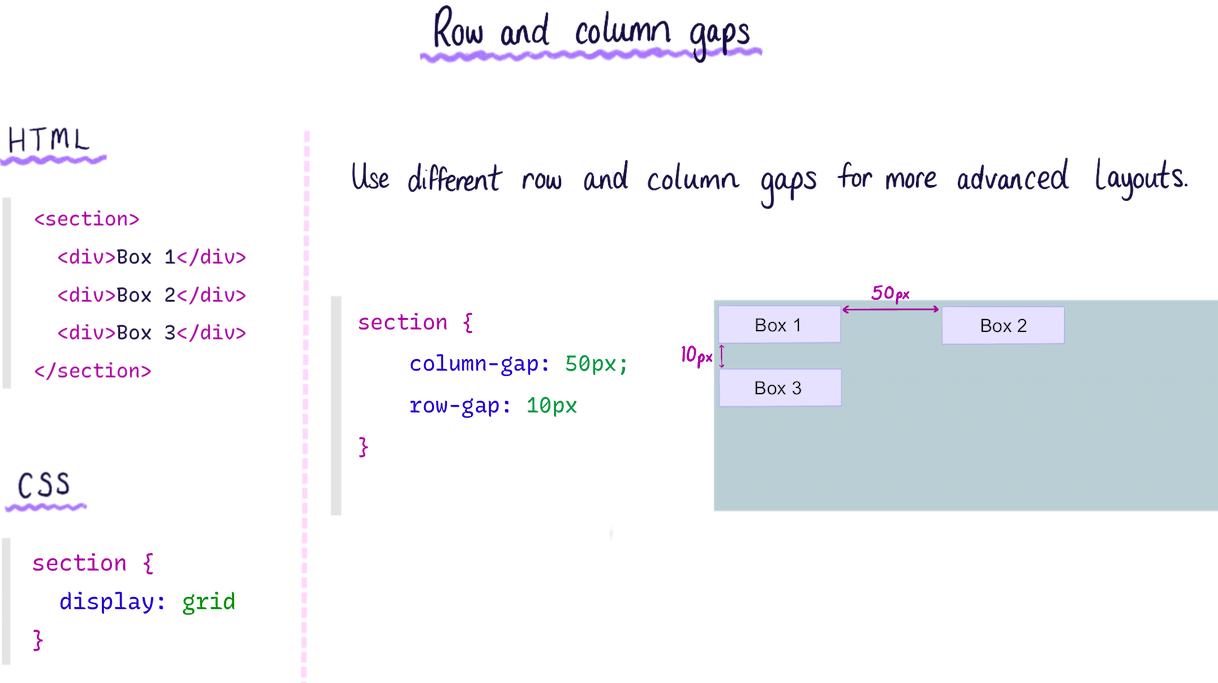 Row and column gaps
HTML
<section>
<div>Box 1</div>
<div>Box 2</div>
<div>Box 3</div>
</section>
CSS
section {
display: grid
}
Use different row and column gaps for more advanced layouts.
section {
column-gap: 50px;
row-gap: 10px
}
50px
Box 1
Box 2
10px
Box 3